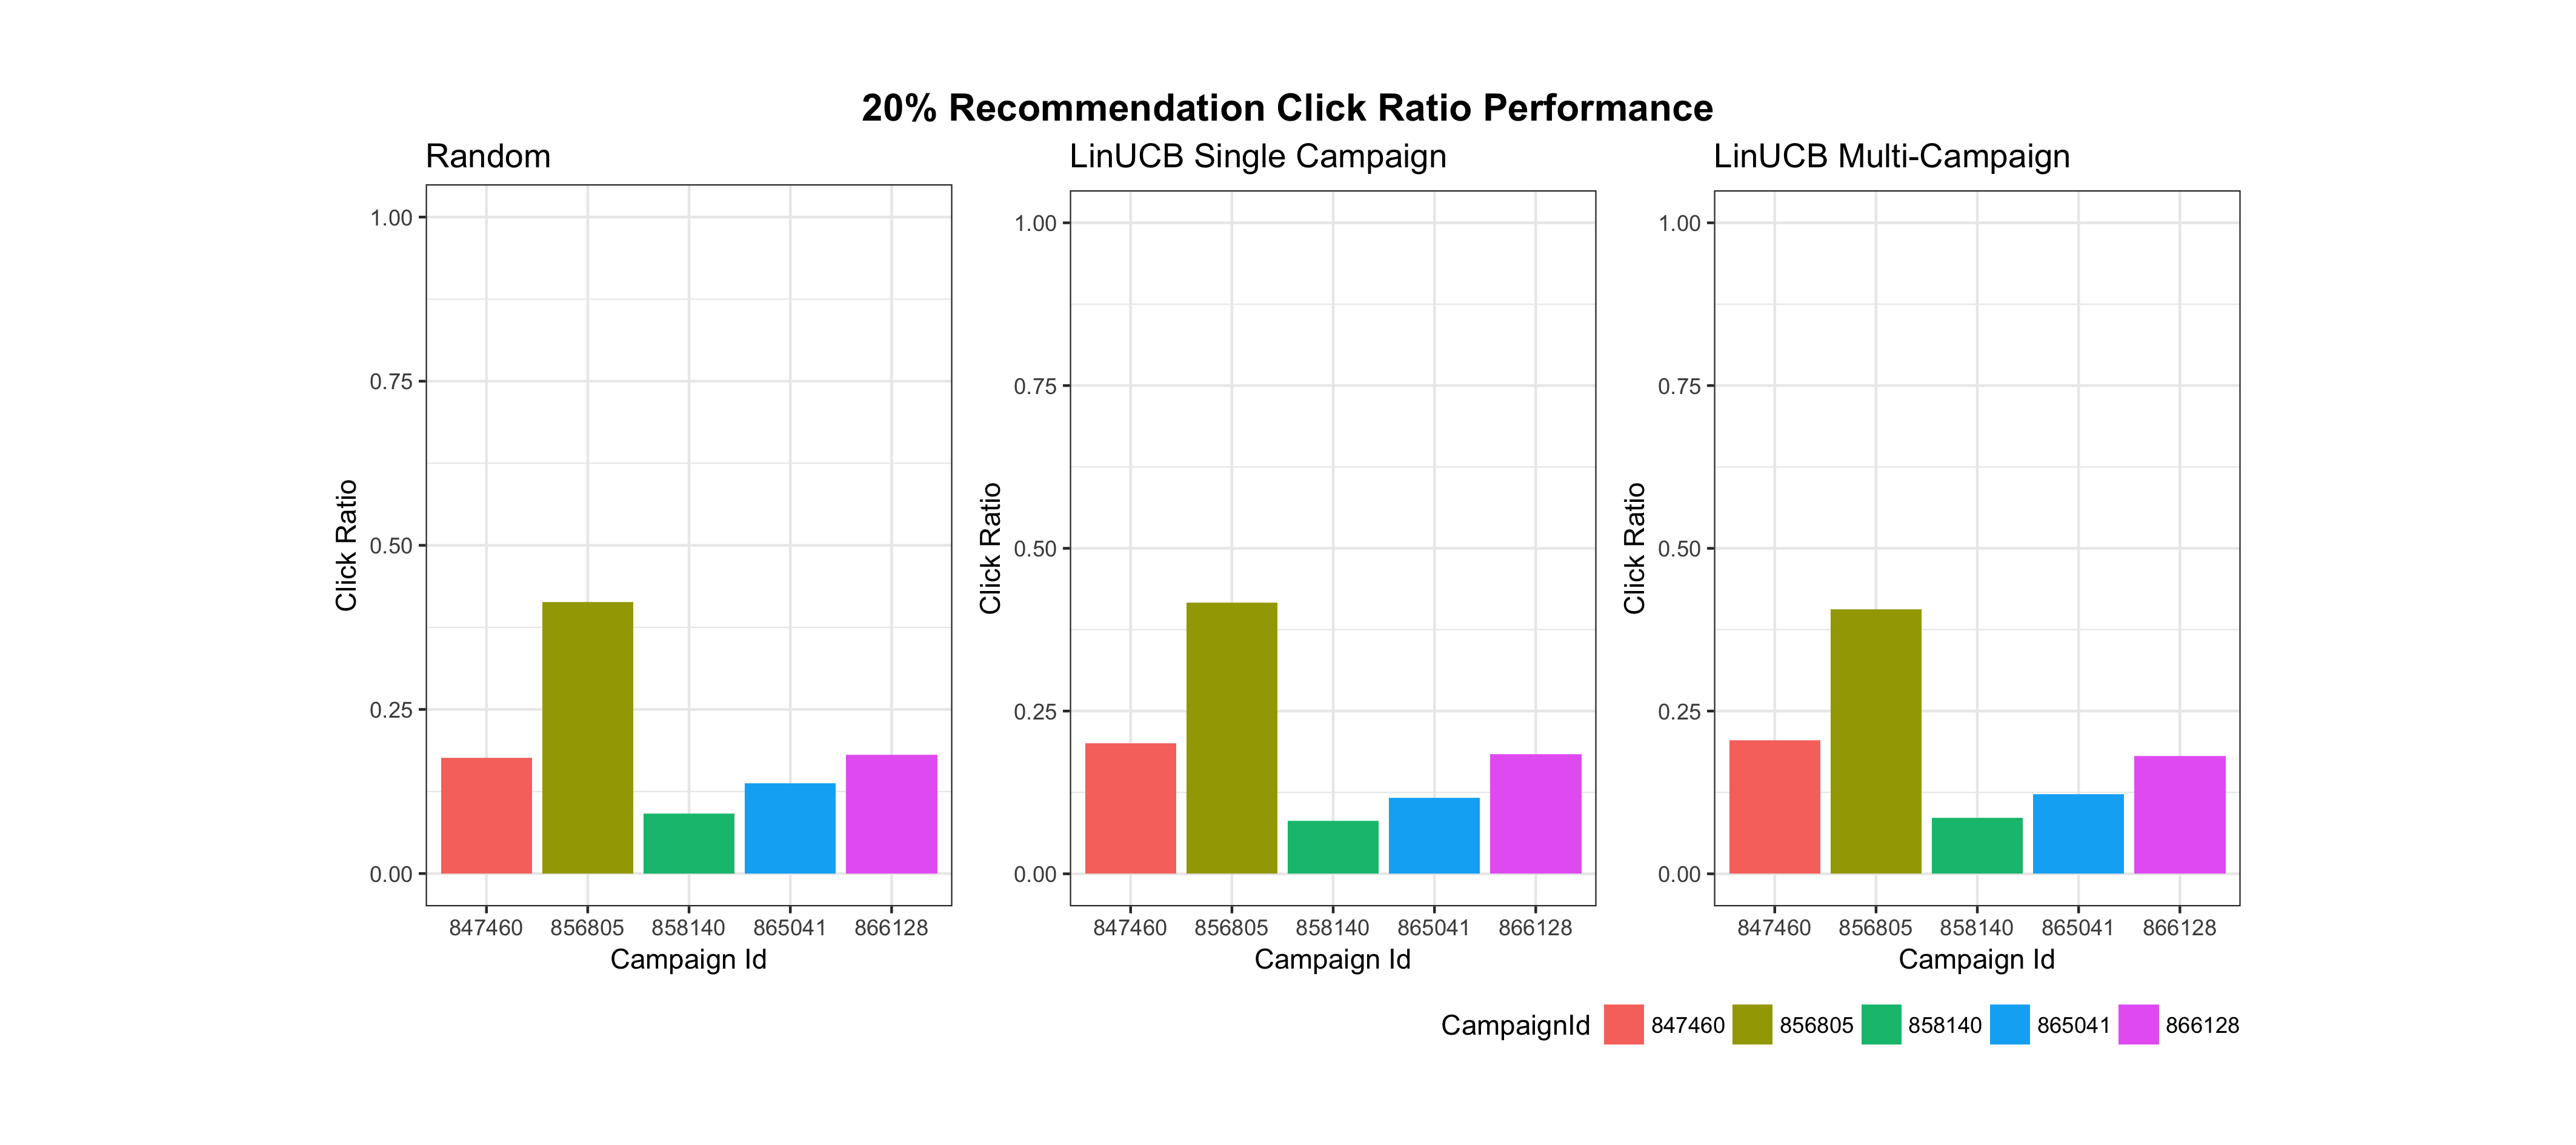 20% Recommendation Click Ratio Performance
Random
1.00
0.75
0.50
0.25
0.00
Click Ratio
847460 856805 858140 865041 866128
Campaign Id
LinUCB Single Campaign
1.00
0.75
0.50
0.25
0.00
Click Ratio
847460 856805 858140 865041 866128
Campaign Id
LinUCB Multi-Campaign
1.00
0.75
0.50
0.25
0.00
Click Ratio
847460 856805 858140 865041 866128
Campaign Id
CampaignId 847460 856805 858140 865041 866128